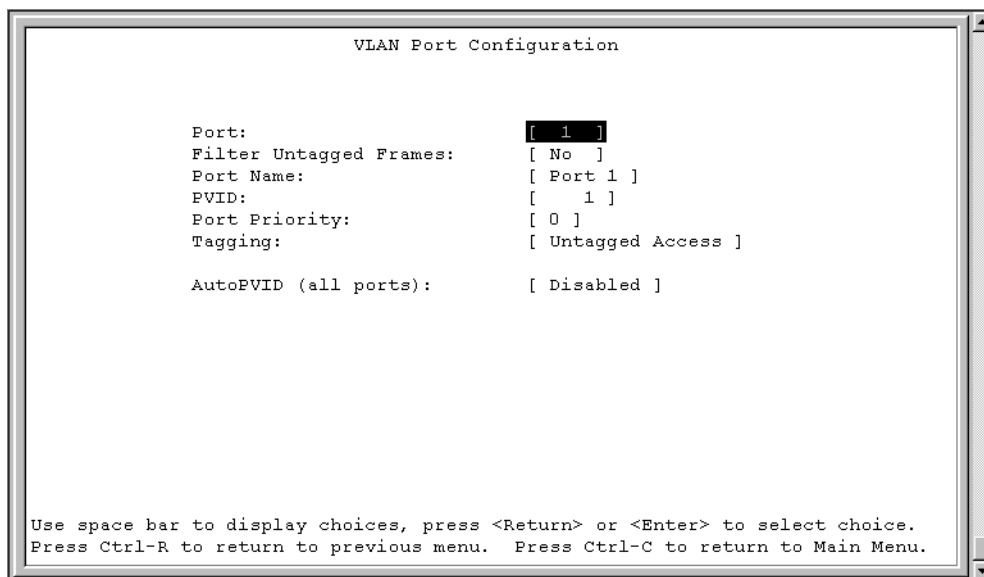 VLAN Port Configuration
Port: [ 1 ]
Filter Untagged Frames: [ No ]
Port Name: [ Port 1 ]
PVID: [ 1 ]
Port Priority: [ 0 ]
Tagging: [ Untagged Access ]
AutoPVID (all ports): [ Disabled ]
Use space bar to display choices, press <Return> or <Enter> to select choice.
Press Ctrl-R to return to previous menu. Press Ctrl-C to return to Main Menu.